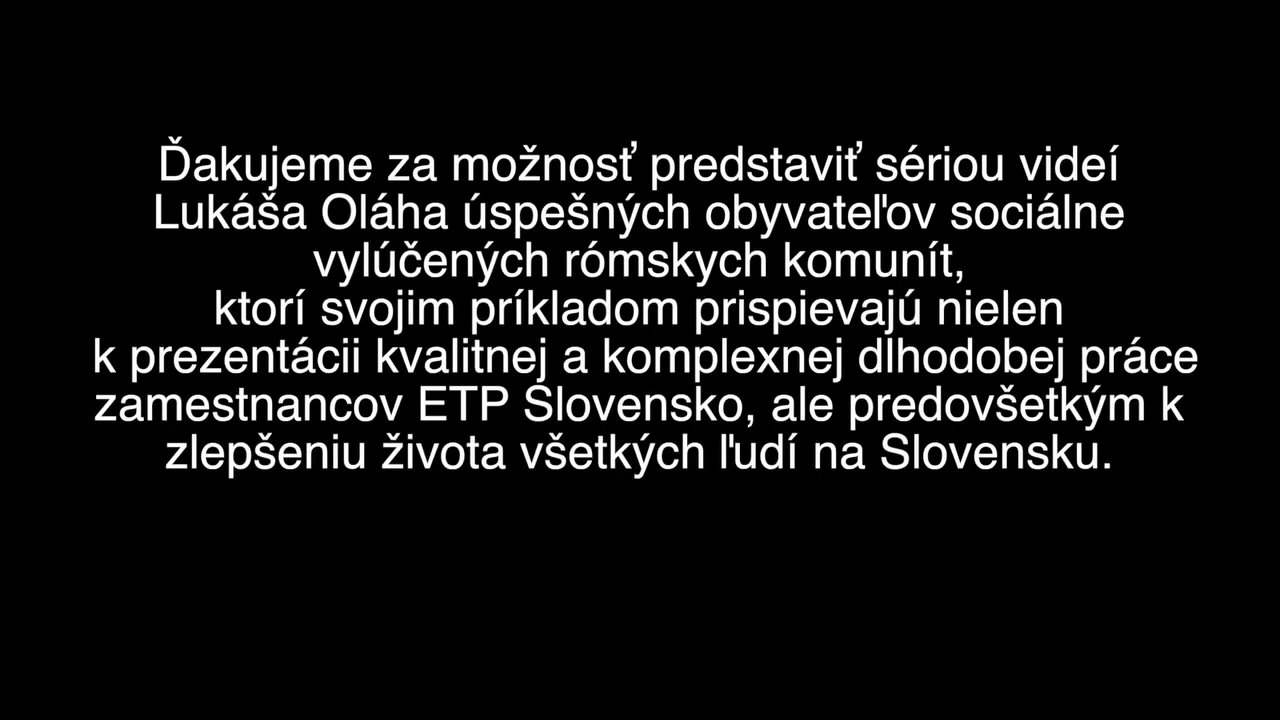 Ďakujeme za možnosť predstaviť sériou videí
Lukáša Oláha úspešných obyvateľov sociálne
vylúčených rómskych komunít,
ktorí svojim príkladom prispievajú nielen
k prezentácii kvalitnej a komplexnej dlhodobej práce
zamestnancov ETP Slovensko, ale predovšetkým k
zlepšeniu života všetkých ľudí na Slovensku.